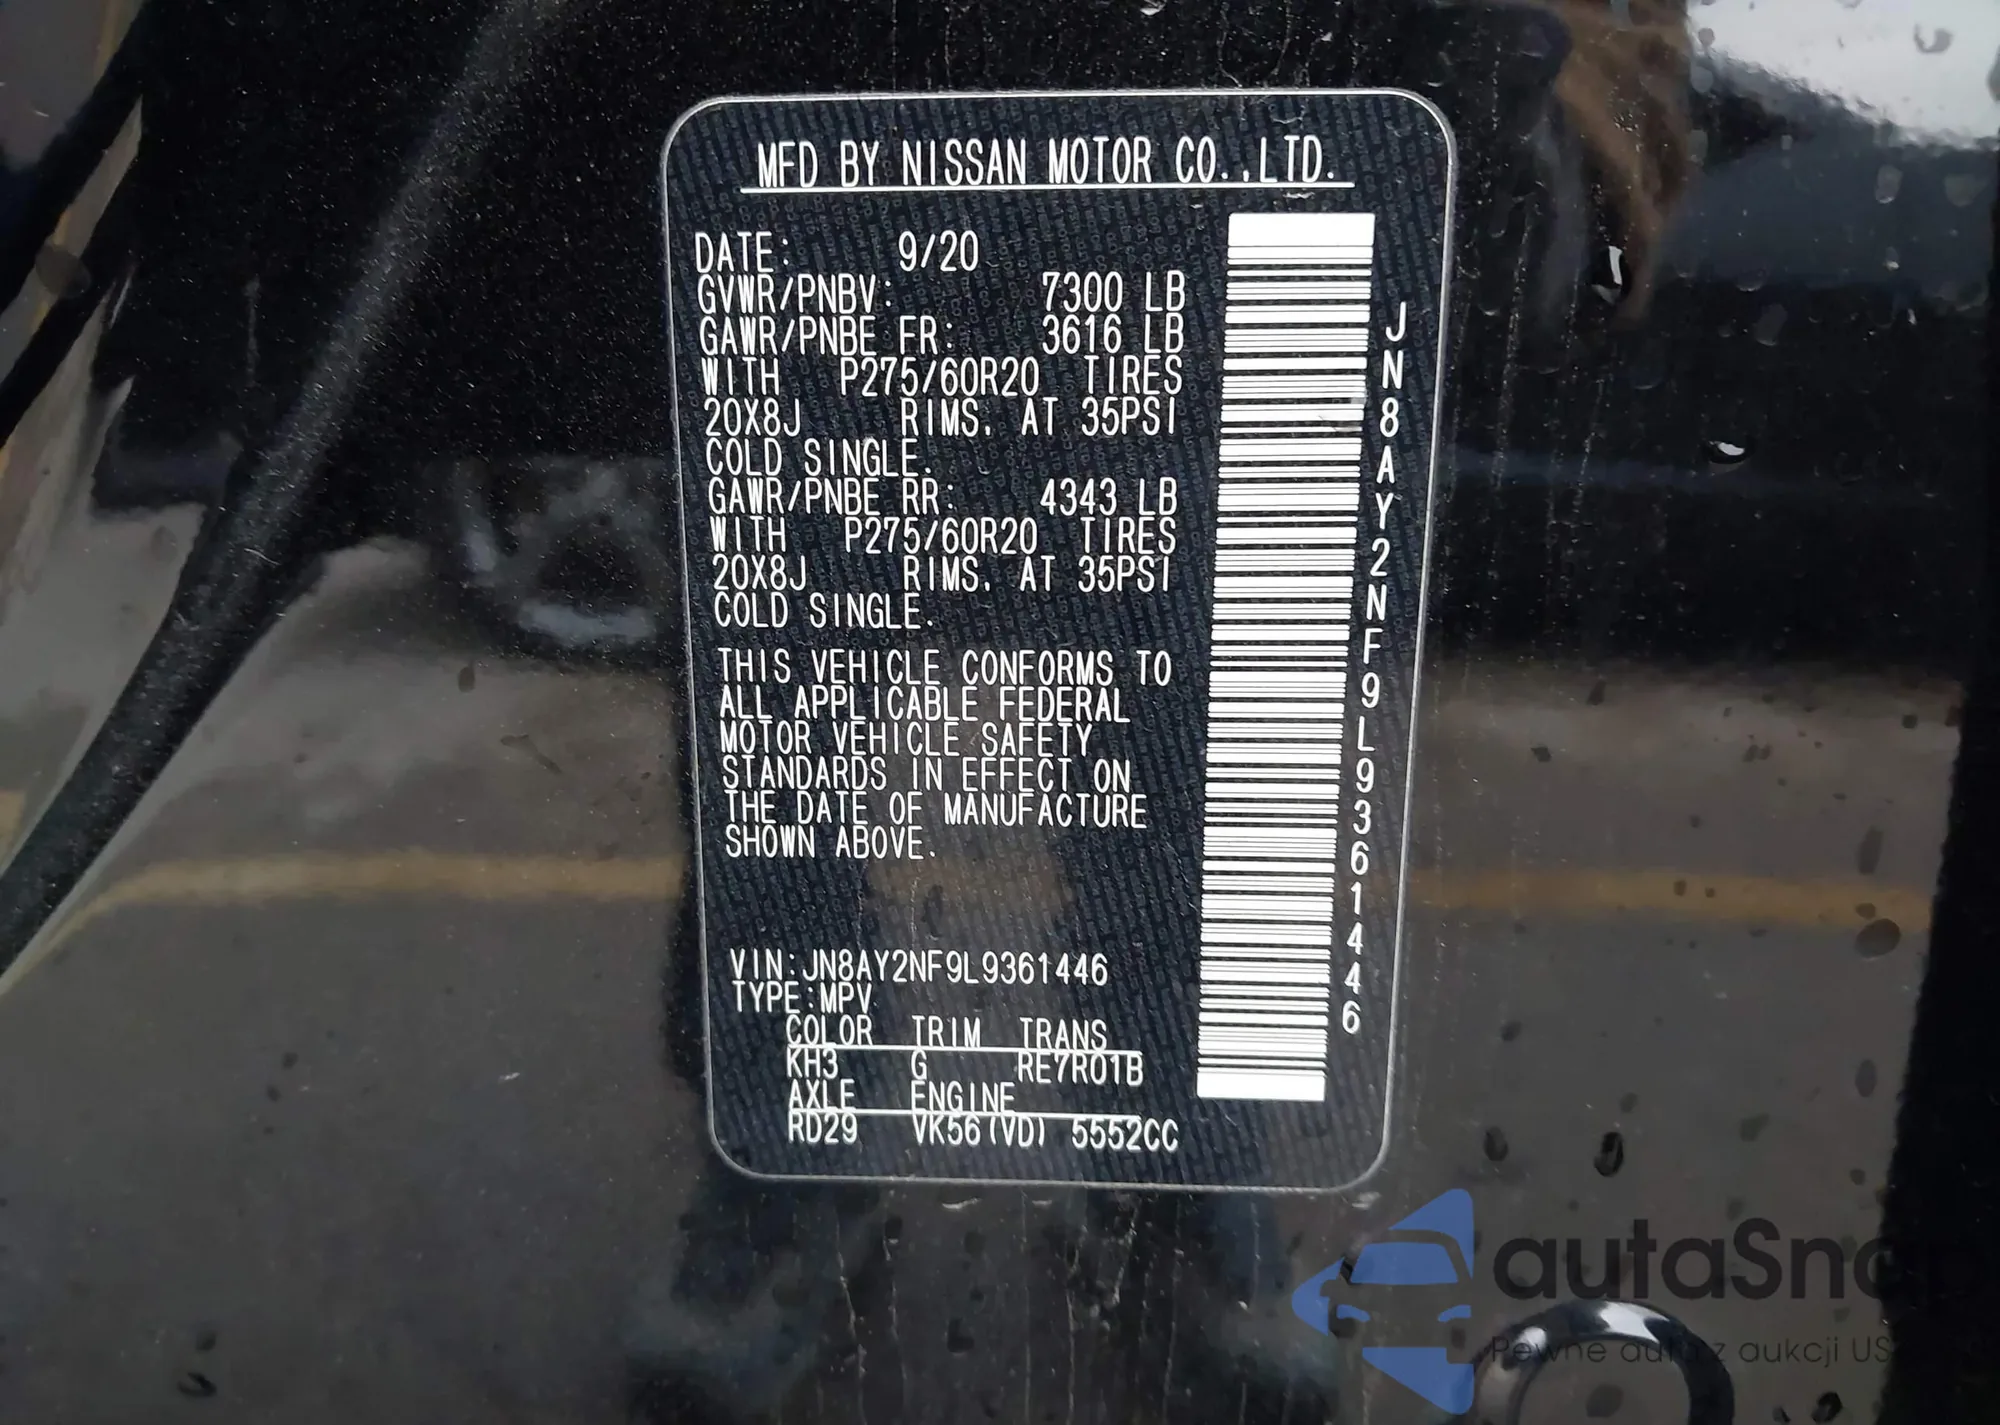 MFD BY NISSAN MOTOR CO.,LTD.
DATE: 9/20
GVWR/PNBV: 7300 LB
GAWR/PNBE FR: 3616 LB
WITH P275/60R20 TIRES
20X8J RIMS, AT 35PSI
COLD SINGLE.
GAWR/PNBE RR: 4343 LB
WITH P275/60R20 TIRES
20X8J RIMS, AT 35PSI
COLD SINGLE.
THIS VEHICLE CONFORMS TO
ALL APPLICABLE FEDERAL
MOTOR VEHICLE SAFETY
STANDARDS IN EFFECT ON
THE DATE OF MANUFACTURE
SHOWN ABOVE.
VIN:JN8AY2NF9L9361446
TYPE:MPV
COLOR TRIM TRANS
KH3 G RE7R01B
AXLE ENGINE
RD29 VK56(VD) 5552CC
JN8AY2NF9L9361446
autaSna
Pewne auta z aukcji US